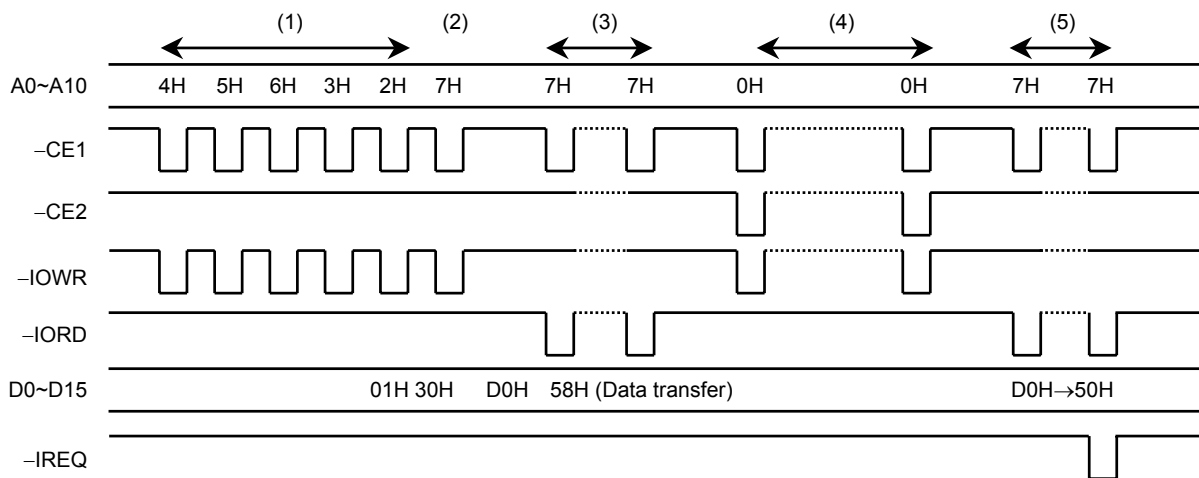 (1) (2) (3) (4) (5)
A0~A10 4H 5H 6H 3H 2H 7H 7H 7H 0H 0H 7H 7H
–CE1
–CE2
–IOWR
–IORD
D0~D15 01H 30H D0H 58H (Data transfer) D0H→50H
–IREQ